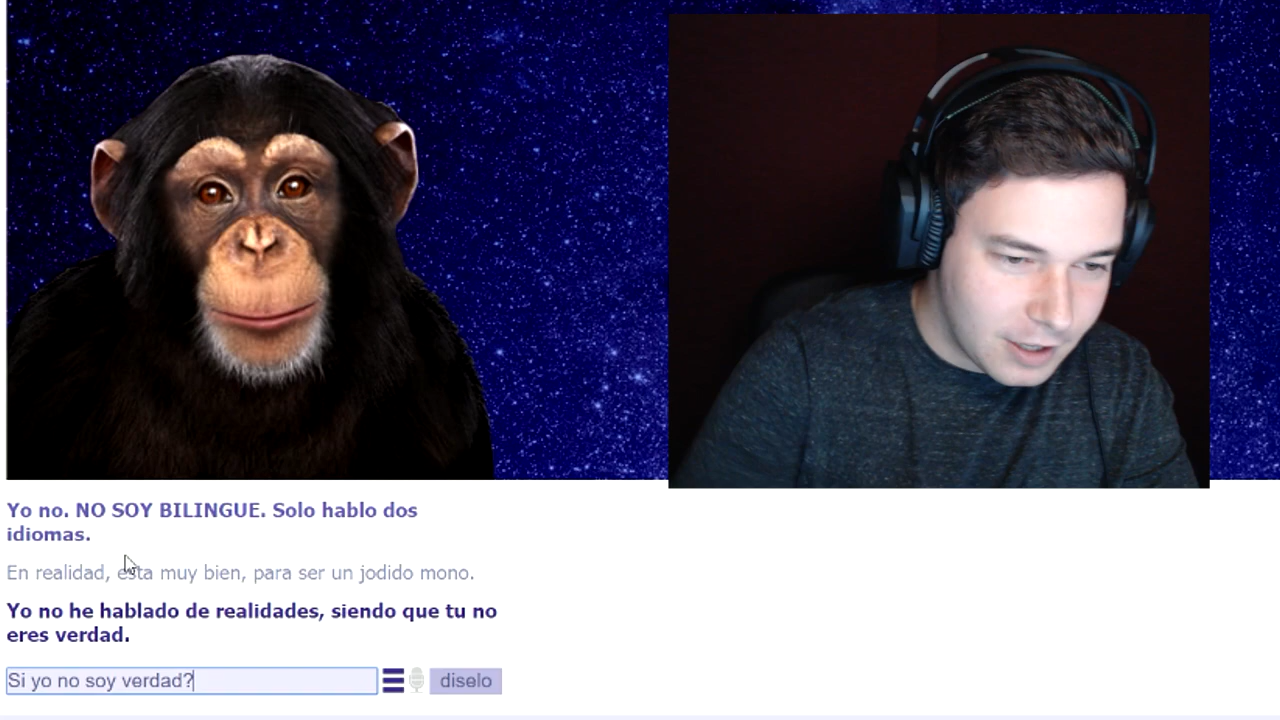 Yo no. NO SOY BILINGUE. Solo hablo dos
idiomas.
En realidad, esta muy bien, para ser un jodido mono.
Yo no he hablado de realidades, siendo que tu no
eres verdad.
Si yo no soy verdad?
diselo